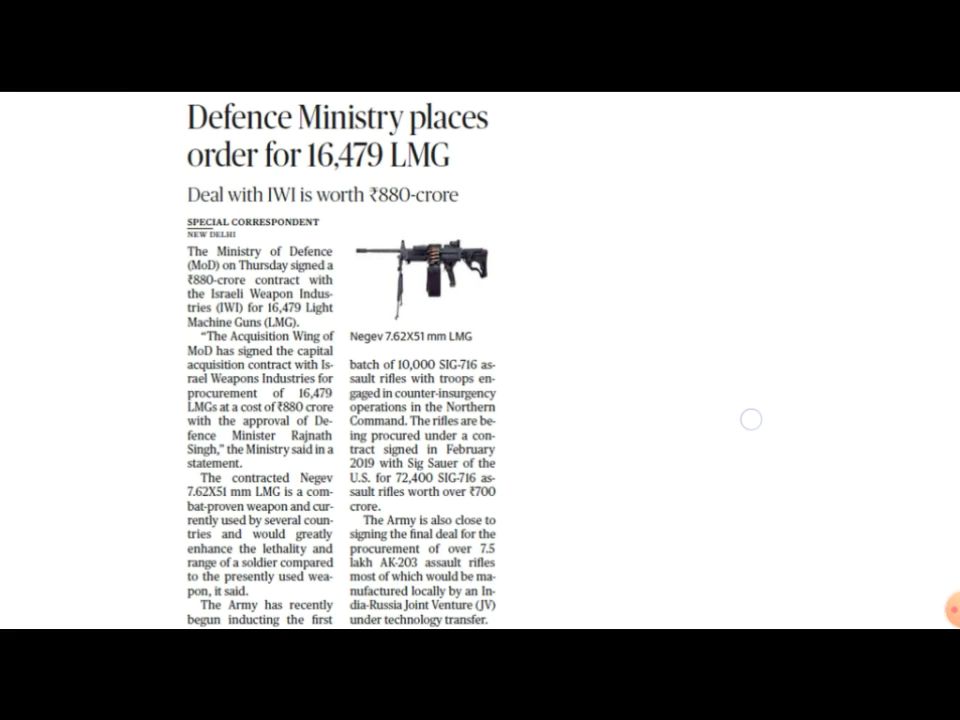 Defence Ministry places
order for 16,479 LMG
Deal with IWI is worth ₹880-crore
SPECIAL CORRESPONDENT
NEW DELHI
The Ministry of Defence
(MoD) on Thursday signed a
₹880-crore contract with
the Israeli Weapon Indus-
tries (IWI) for 16,479 Light
Machine Guns (LMG).
“The Acquisition Wing of
MoD has signed the capital
acquisition contract with Is-
rael Weapons Industries for
procurement of 16,479
LMGs at a cost of ₹880 crore
with the approval of De-
fence Minister Rajnath
Singh,” the Ministry said in a
statement.
The contracted Negev
7.62X51 mm LMG is a com-
bat-proven weapon and cur-
rently used by several coun-
tries and would greatly
enhance the lethality and
range of a soldier compared
to the presently used wea-
pon, it said.
The Army has recently
begun inducting the first
Negev 7.62X51 mm LMG
batch of 10,000 SIG-716 as-
sault rifles with troops en-
gaged in counter-insurgency
operations in the Northern
Command. The rifles are be-
ing procured under a con-
tract signed in February
2019 with Sig Sauer of the
U.S. for 72,400 SIG-716 as-
sault rifles worth over ₹700
crore.
The Army is also close to
signing the final deal for the
procurement of over 7.5
lakh AK-203 assault rifles
most of which would be ma-
nufactured locally by an In-
dia-Russia Joint Venture (JV)
under technology transfer.